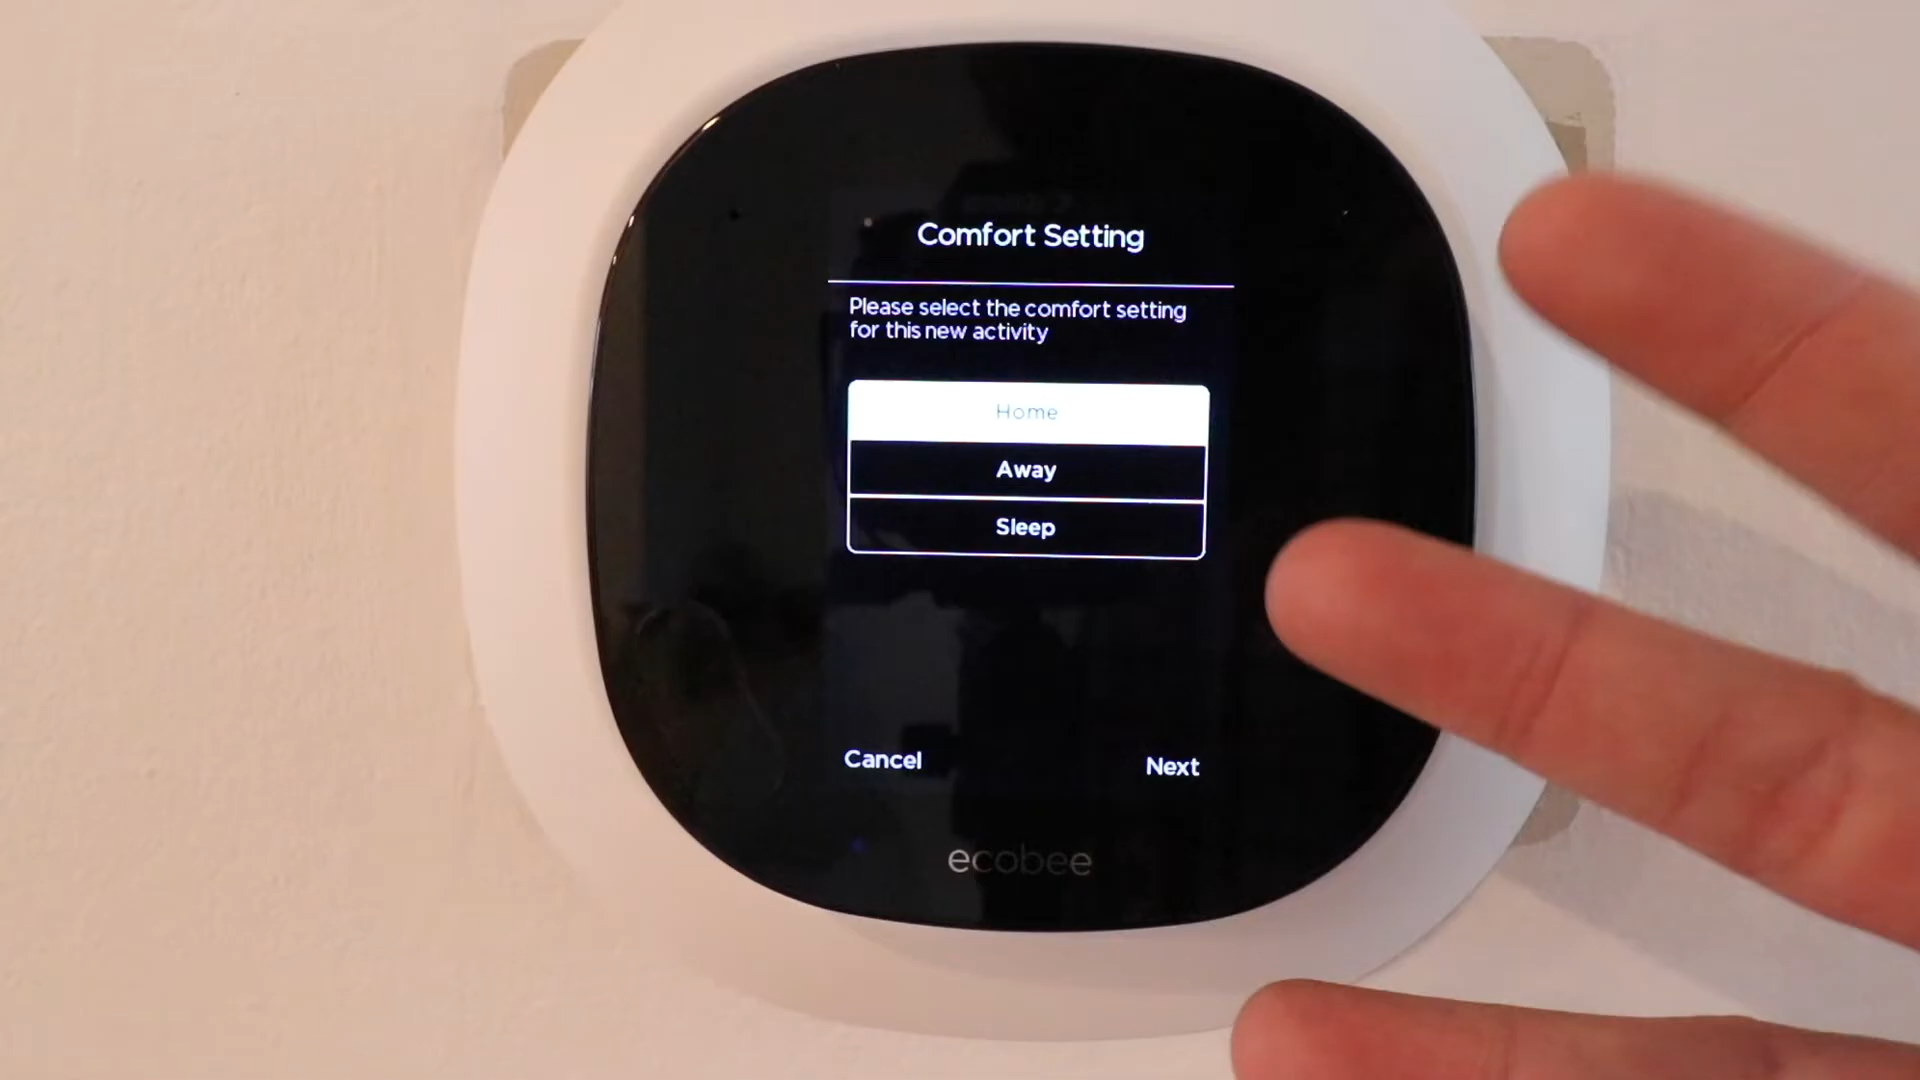 Comfort Setting
Please select the comfort setting
for this new activity
Home
Away
Sleep
Cancel
Next
ecobee